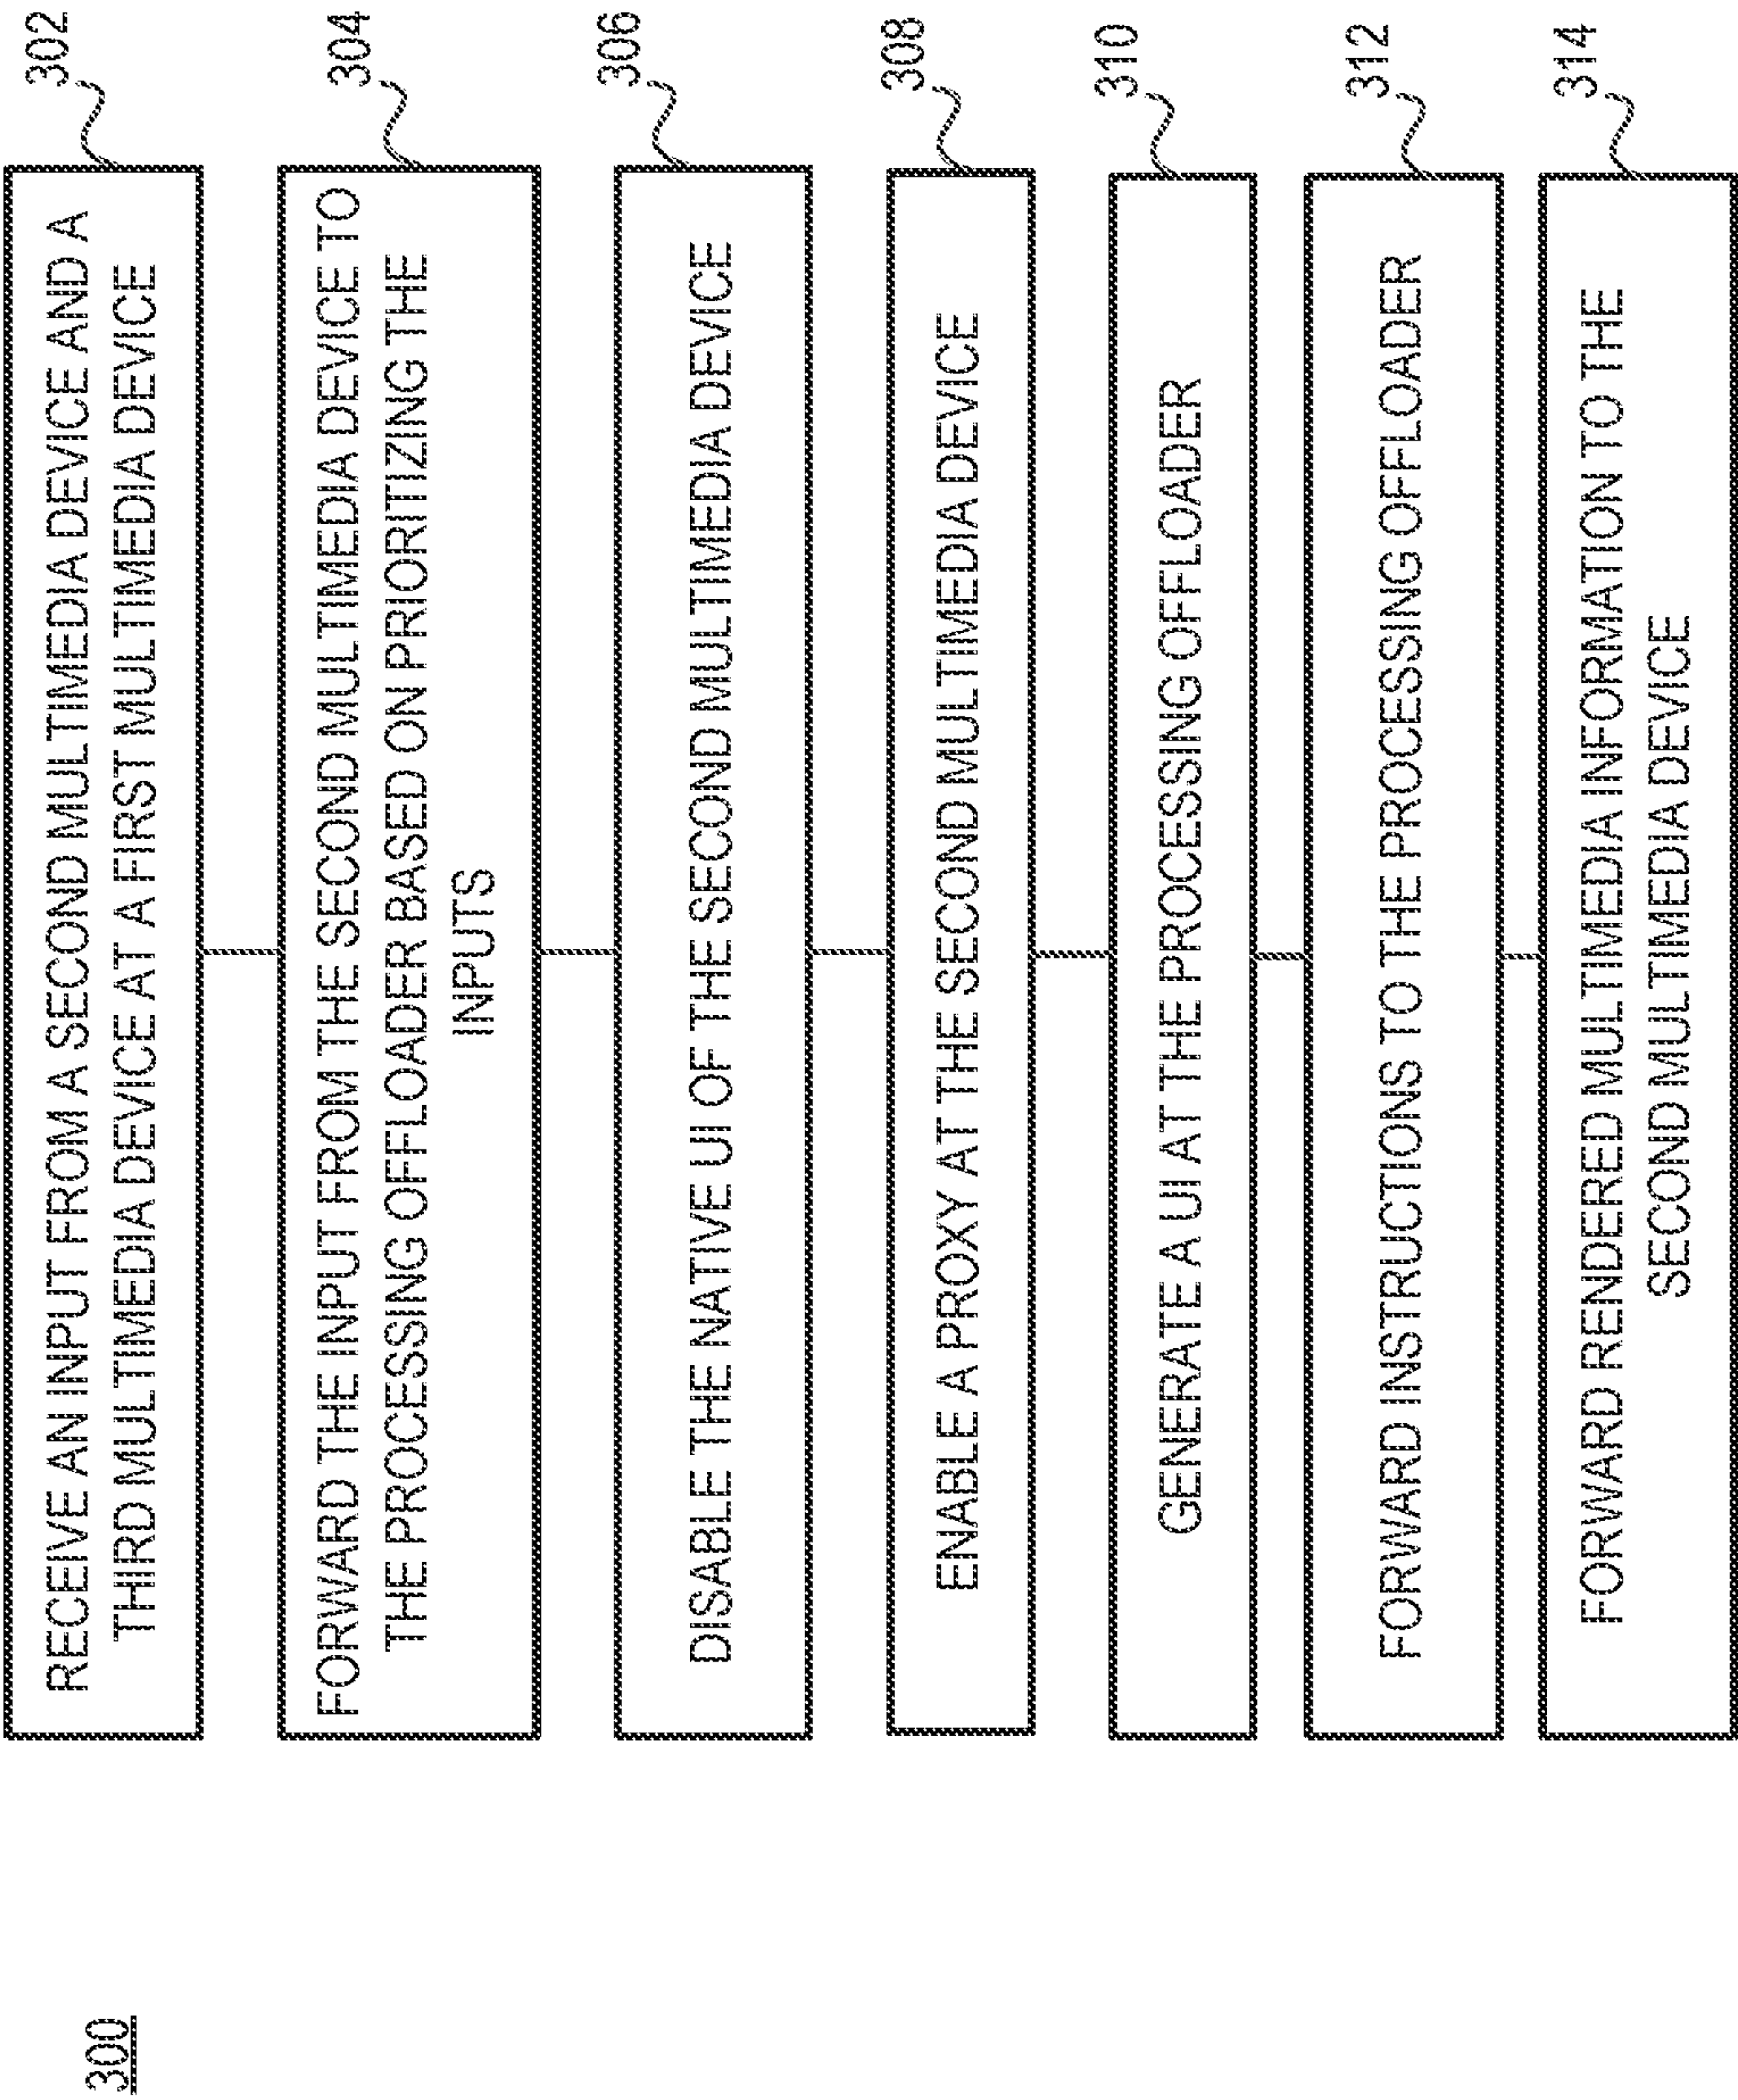 300
RECEIVE AN INPUT FROM A SECOND MULTIMEDIA DEVICE AND A
THIRD MULTIMEDIA DEVICE AT A FIRST MULTIMEDIA DEVICE
302
FORWARD THE INPUT FROM THE SECOND MULTIMEDIA DEVICE TO
THE PROCESSING OFFLOADER BASED ON PRIORITIZING THE
INPUTS
304
DISABLE THE NATIVE UI OF THE SECOND MULTIMEDIA DEVICE
306
ENABLE A PROXY AT THE SECOND MULTIMEDIA DEVICE
308
GENERATE A UI AT THE PROCESSING OFFLOADER
310
FORWARD INSTRUCTIONS TO THE PROCESSING OFFLOADER
312
FORWARD RENDERED MULTIMEDIA INFORMATION TO THE
SECOND MULTIMEDIA DEVICE
314